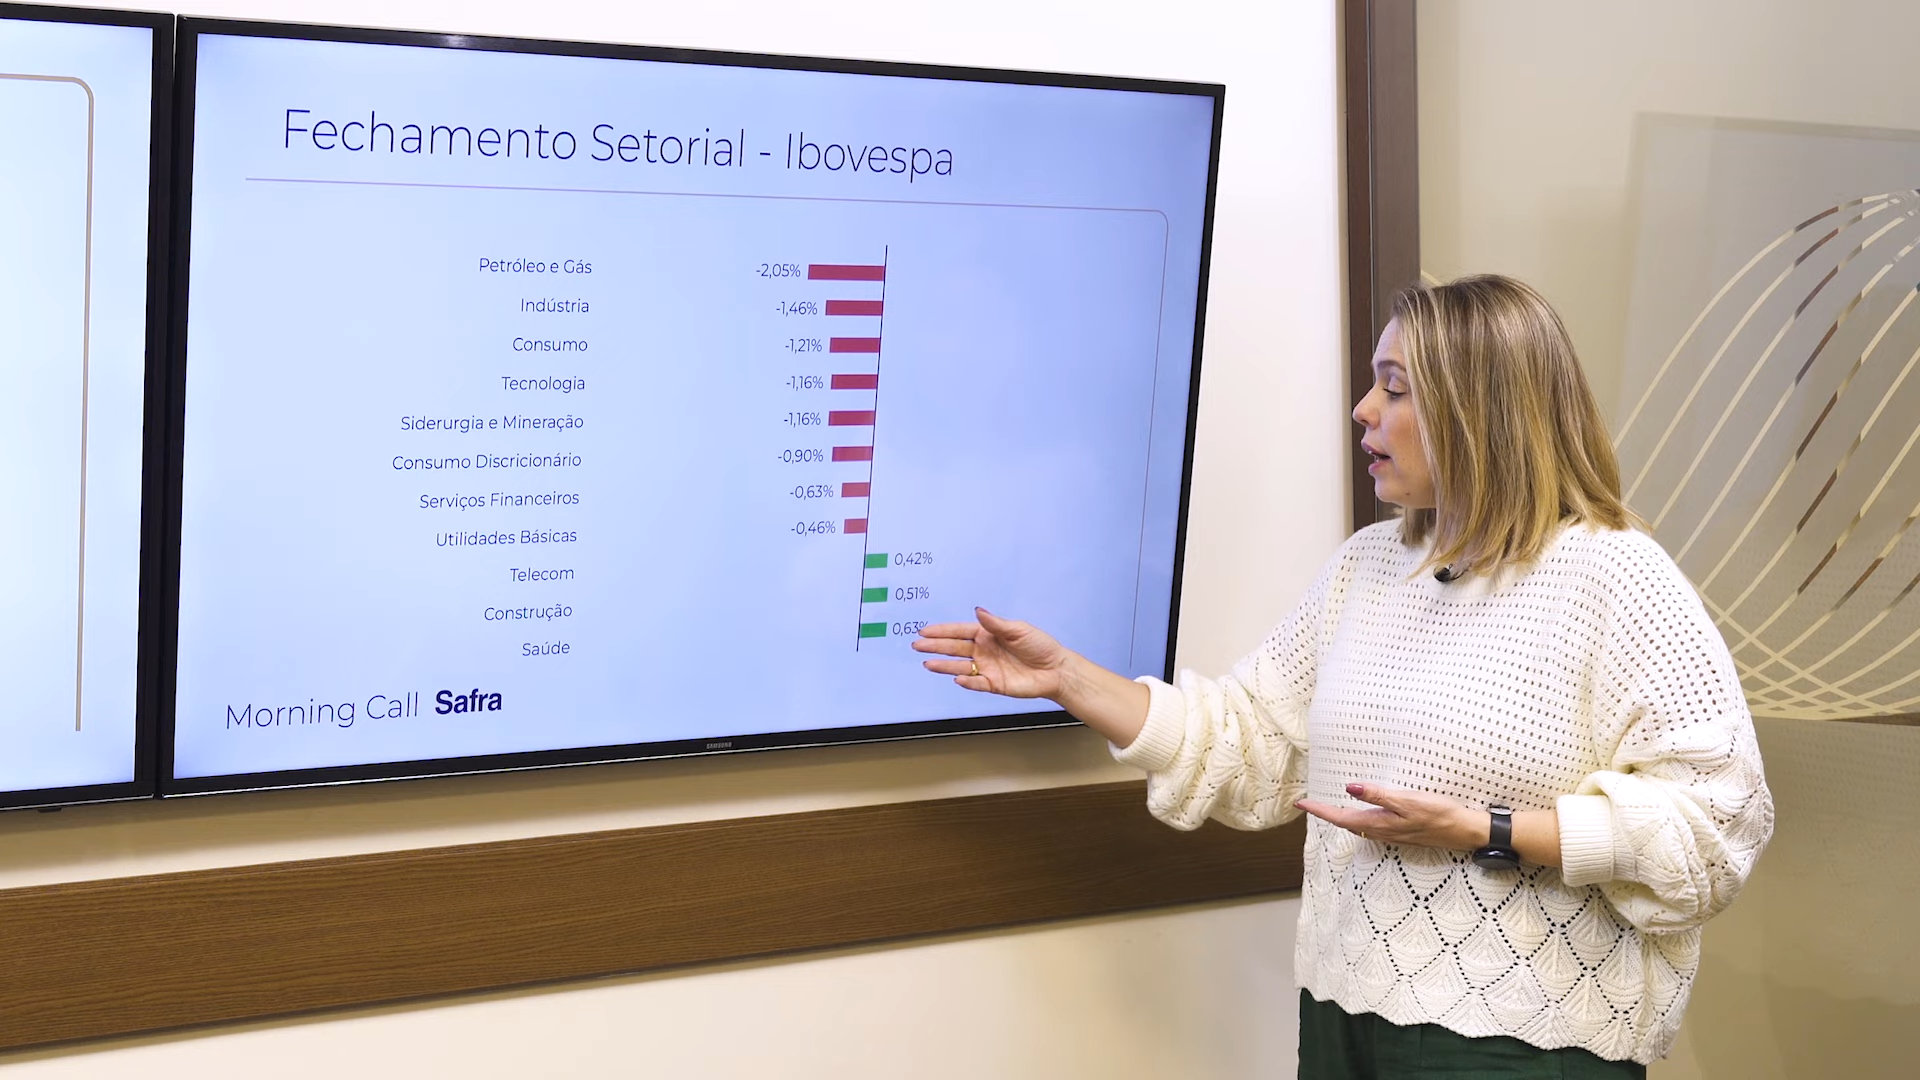 Fechamento Setorial - Ibovespa
Petróleo e Gás -2,05%
Indústria -1,46%
Consumo -1,21%
Tecnologia -1,16%
Siderurgia e Mineração -1,16%
Consumo Discricionário -0,90%
Serviços Financeiros -0,63%
Utilidades Básicas -0,46%
Telecom 0,42%
Construção 0,51%
Saúde 0,63%
Morning Call Safra
SAMSUNG